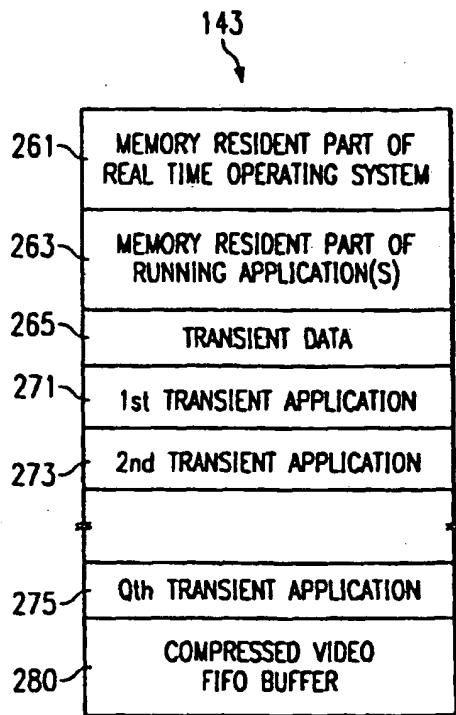 143
261
MEMORY RESIDENT PART OF
REAL TIME OPERATING SYSTEM
263
MEMORY RESIDENT PART OF
RUNNING APPLICATION(S)
265
TRANSIENT DATA
271
1st TRANSIENT APPLICATION
273
2nd TRANSIENT APPLICATION
275
Qth TRANSIENT APPLICATION
280
COMPRESSED VIDEO
FIFO BUFFER